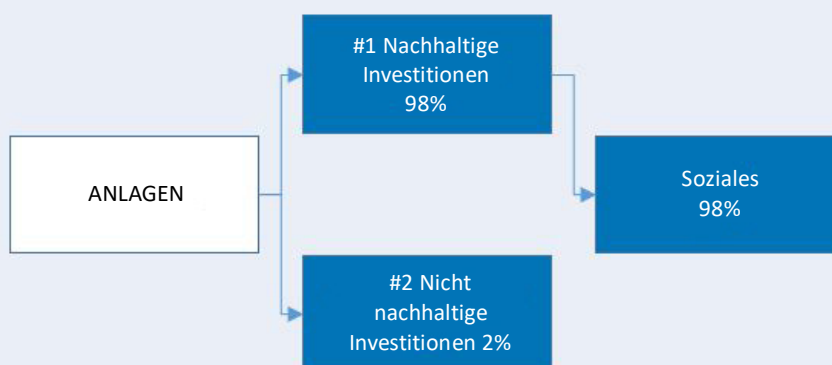 #1 Nachhaltige
Investitionen
98%
ANLAGEN
Soziales
98%
#2 Nicht
nachhaltige
Investitionen 2%